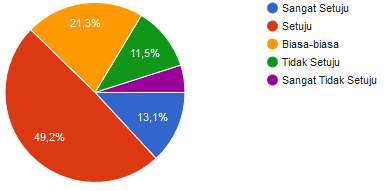 21,3%
11,5%
13,1%
49,2%
Sangat Setuju
Setuju
Biasa-biasa
Tidak Setuju
Sangat Tidak Setuju